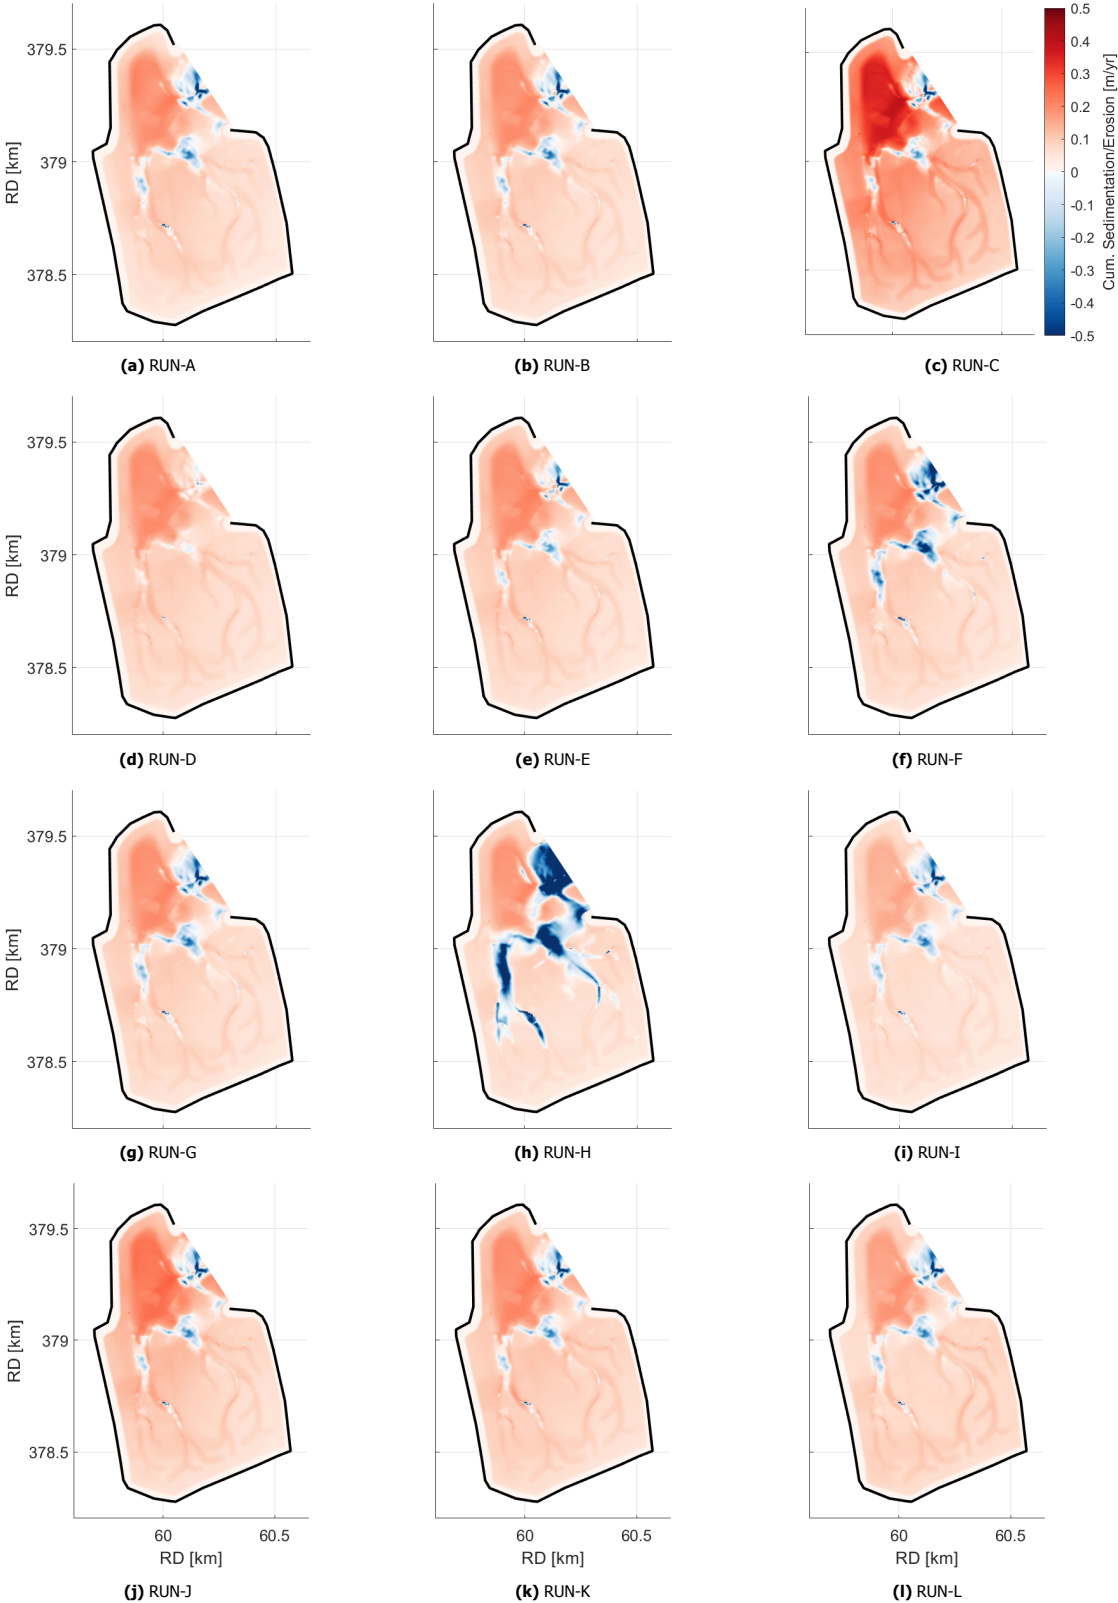 379.5
379
378.5
RD [km]
0.5
0.4
0.3
0.2
0.1
0
-0.1
-0.2
-0.3
-0.4
-0.5
Cum. Sedimentation/Erosion [m/yr]
(a) RUN-A
(b) RUN-B
(c) RUN-C
379.5
379
378.5
RD [km]
(d) RUN-D
(e) RUN-E
(f) RUN-F
379.5
379
378.5
RD [km]
(g) RUN-G
(h) RUN-H
(i) RUN-I
379.5
379
378.5
RD [km]
60 60.5
RD [km]
60 60.5
RD [km]
60 60.5
RD [km]
(j) RUN-J
(k) RUN-K
(l) RUN-L